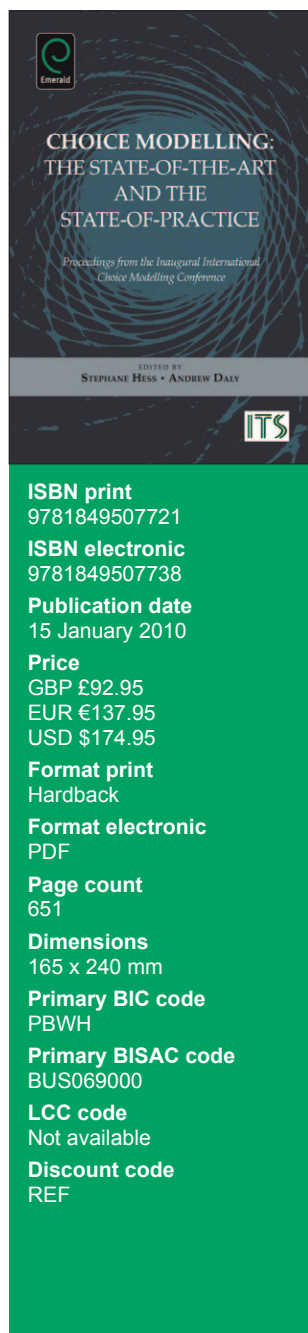 Emerald
CHOICE MODELLING:
THE STATE-OF-THE-ART
AND THE
STATE-OF-PRACTICE
Proceedings from the Inaugural International
Choice Modelling Conference
EDITED BY
STEPHANE HESS • ANDREW DALY
ITS
ISBN print
9781849507721
ISBN electronic
9781849507738
Publication date
15 January 2010
Price
GBP £92.95
EUR €137.95
USD $174.95
Format print
Hardback
Format electronic
PDF
Page count
651
Dimensions
165 x 240 mm
Primary BIC code
PBWH
Primary BISAC code
BUS069000
LCC code
Not available
Discount code
REF